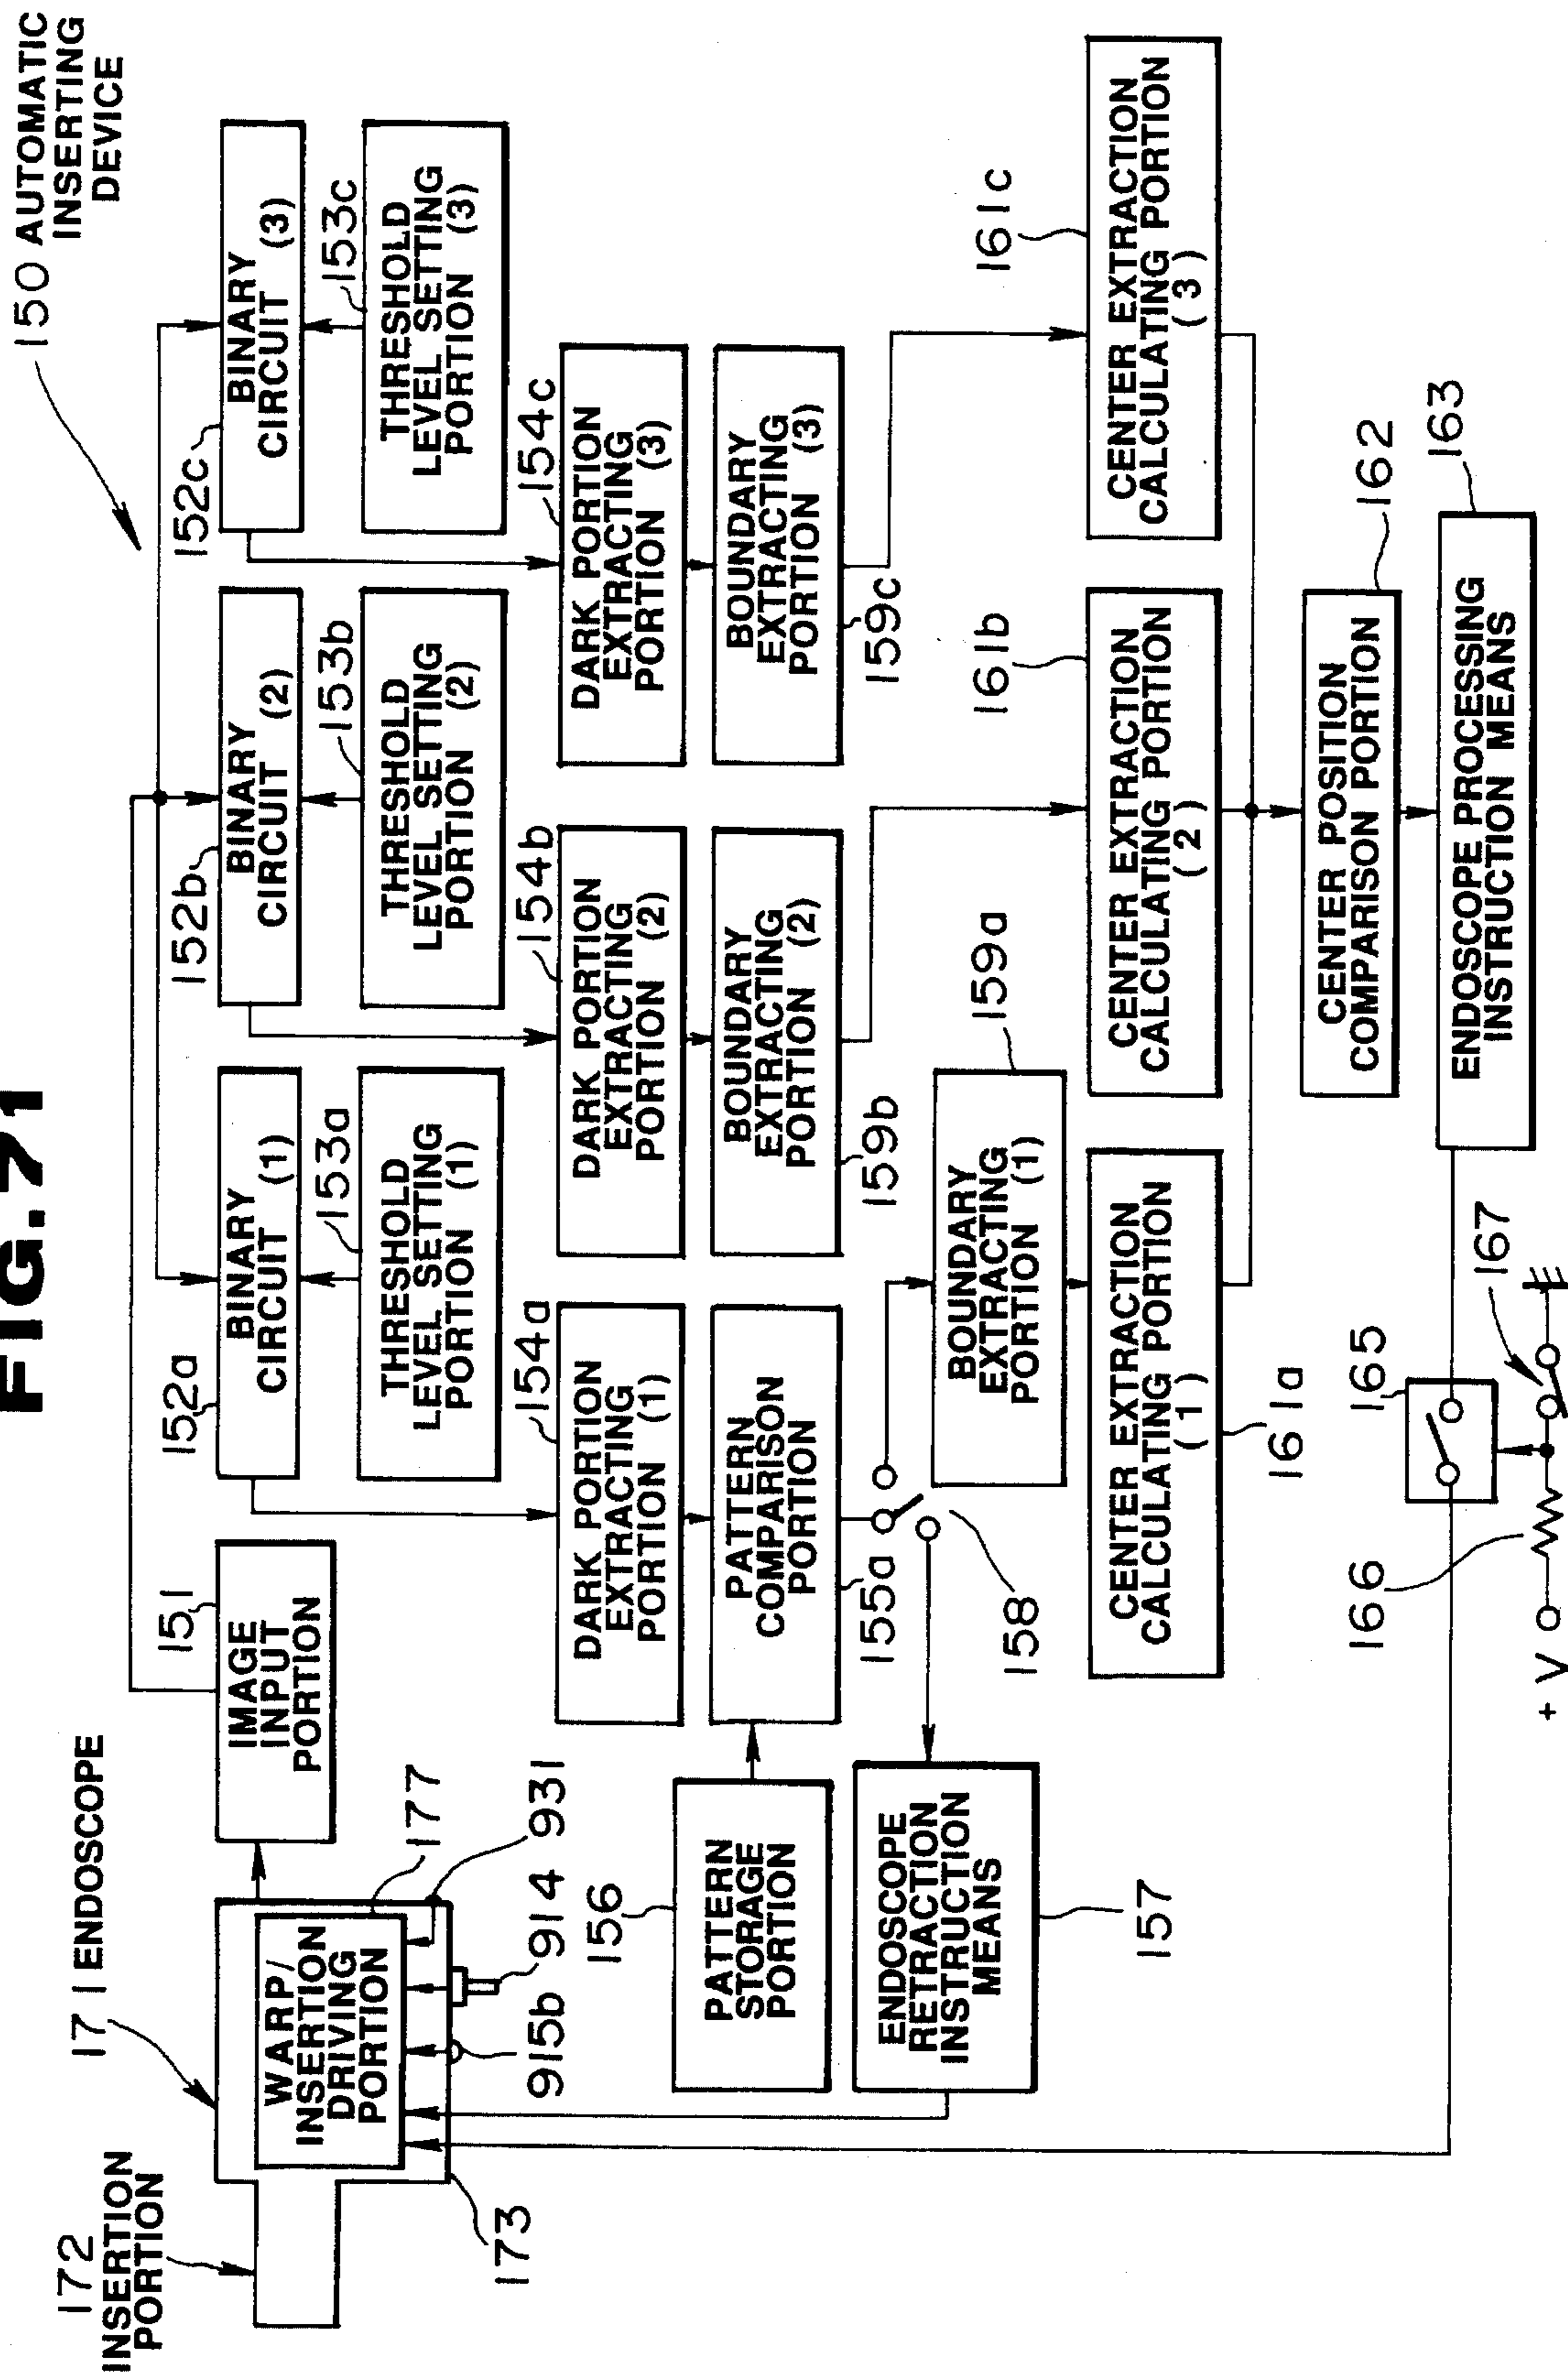 FIG.71
150 AUTOMATIC
INSERTING
DEVICE
172
INSERTION
PORTION
171 ENDOSCOPE
WARP/
INSERTION
DRIVING
PORTION
177
931
914
915b
173
151
IMAGE
INPUT
PORTION
152a
BINARY
CIRCUIT (1)
153a
THRESHOLD
LEVEL SETTING
PORTION (1)
152b
BINARY
CIRCUIT (2)
153b
THRESHOLD
LEVEL SETTING
PORTION (2)
152c
BINARY
CIRCUIT (3)
153c
THRESHOLD
LEVEL SETTING
PORTION (3)
154a
DARK PORTION
EXTRACTING
PORTION (1)
154b
DARK PORTION
EXTRACTING
PORTION (2)
154c
DARK PORTION
EXTRACTING
PORTION (3)
156
PATTERN
STORAGE
PORTION
PATTERN
COMPARISON
PORTION
155a
BOUNDARY
EXTRACTING
PORTION (2)
159b
BOUNDARY
EXTRACTING
PORTION (3)
159c
ENDOSCOPE
RETRACTION
INSTRUCTION
MEANS
157
158
BOUNDARY
EXTRACTING
PORTION (1)
159a
CENTER EXTRACTION
CALCULATING PORTION
(1)
161a
161b
CENTER EXTRACTION
CALCULATING PORTION
(2)
161c
CENTER EXTRACTION
CALCULATING PORTION
(3)
CENTER POSITION
COMPARISON PORTION
162
ENDOSCOPE PROCESSING
INSTRUCTION MEANS
163
165
166
167
+V